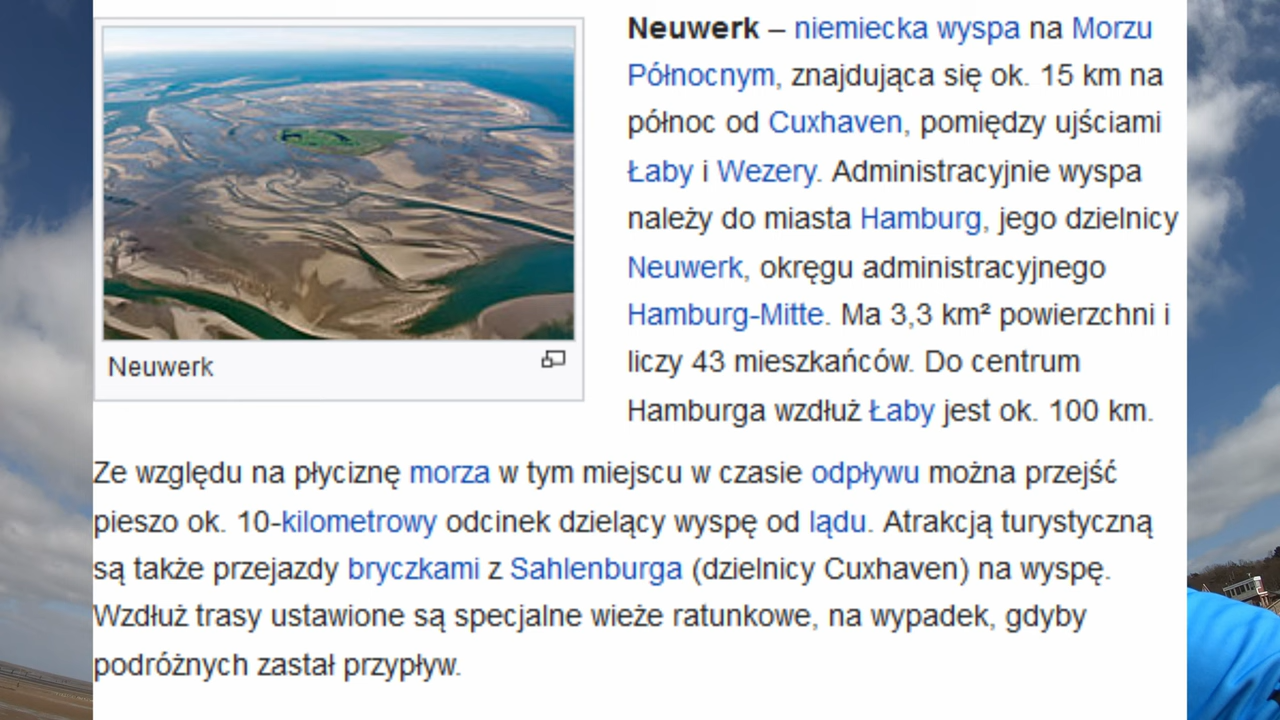 Neuwerk – niemiecka wyspa na Morzu
Północnym, znajdująca się ok. 15 km na
północ od Cuxhaven, pomiędzy ujściami
Łaby i Wezery. Administracyjnie wyspa
należy do miasta Hamburg, jego dzielnicy
Neuwerk, okręgu administracyjnego
Hamburg-Mitte. Ma 3,3 km² powierzchni i
liczy 43 mieszkańców. Do centrum
Hamburga wzdłuż Łaby jest ok. 100 km.
Neuwerk
Ze względu na płyciznę morza w tym miejscu w czasie odpływu można przejść
pieszo ok. 10-kilometrowy odcinek dzielący wyspę od lądu. Atrakcją turystyczną
są także przejazdy bryczkami z Sahlenburga (dzielnicy Cuxhaven) na wyspę.
Wzdłuż trasy ustawione są specjalne wieże ratunkowe, na wypadek, gdyby
podróżnych zastał przypływ.